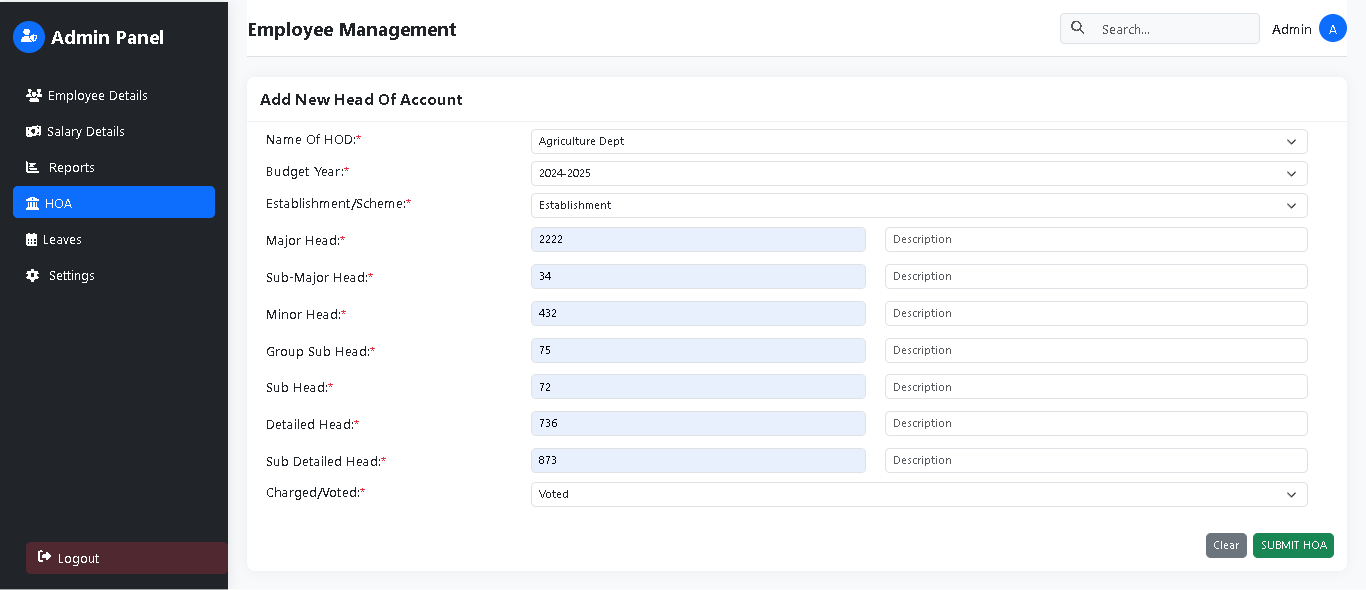 Admin Panel
Employee Details
Salary Details
Reports
HOA
Leaves
Settings
Logout
Employee Management
Search...
Admin
A
Add New Head Of Account
Name Of HOD:* Agriculture Dept
Budget Year:* 2024-2025
Establishment/Scheme:* Establishment
Major Head:* 2222 Description
Sub-Major Head:* 34 Description
Minor Head:* 432 Description
Group Sub Head:* 75 Description
Sub Head:* 72 Description
Detailed Head:* 736 Description
Sub Detailed Head:* 873 Description
Charged/Voted:* Voted
Clear SUBMIT HOA